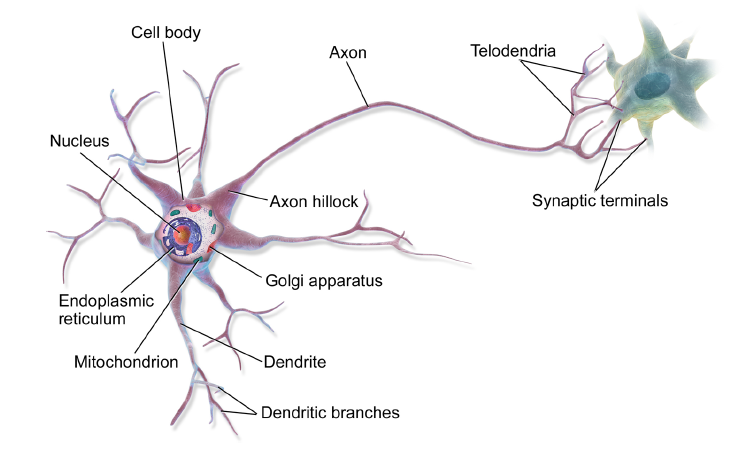 Cell body
Axon
Telodendria
Nucleus
Axon hillock
Synaptic terminals
Golgi apparatus
Endoplasmic
reticulum
Mitochondrion
Dendrite
Dendritic branches